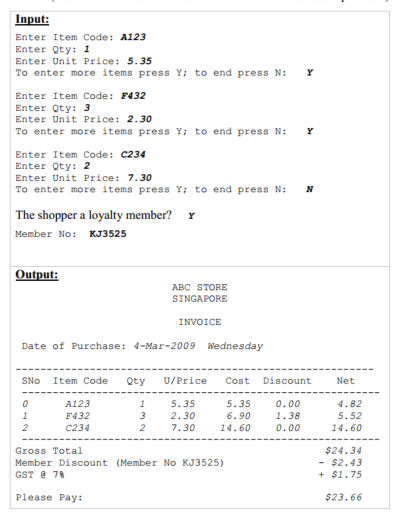 Input:
Enter Item Code: A123
Enter Qty: 1
Enter Unit Price: 5.35
To enter more items press Y; to end press N: Y
Enter Item Code: F432
Enter Qty: 3
Enter Unit Price: 2.30
To enter more items press Y; to end press N: Y
Enter Item Code: C234
Enter Qty: 2
Enter Unit Price: 7.30
To enter more items press Y; to end press N: N
The shopper a loyalty member? Y
Member No: KJ3525
Output:
ABC STORE
SINGAPORE
INVOICE
Date of Purchase: 4-Mar-2009 Wednesday
SNo Item Code Qty U/Price Cost Discount Net
0 A123 1 5.35 5.35 0.00 4.82
1 F432 3 2.30 6.90 1.38 5.52
2 C234 2 7.30 14.60 0.00 14.60
Gross Total $24.34
Member Discount (Member No KJ3525) - $2.43
GST @ 7% + $1.75
Please Pay: $23.66